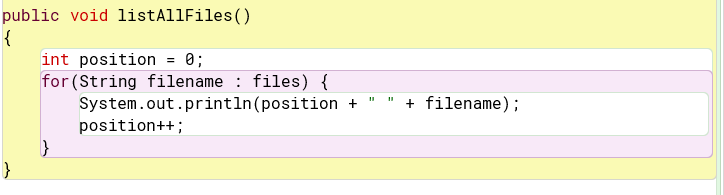 public void listAllFiles()
{
    int position = 0;
    for(String filename : files) {
        System.out.println(position + " " + filename);
        position++;
    }
}